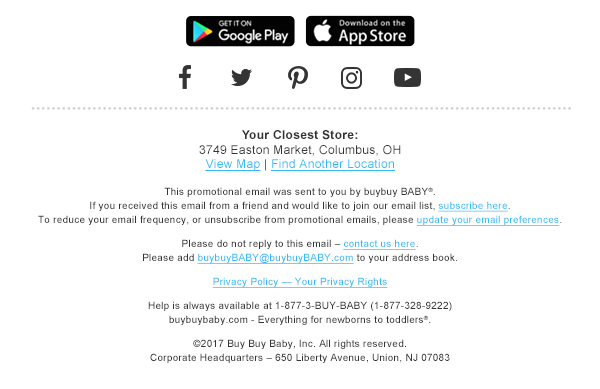 GET IT ON
Google Play
Download on the
App Store
Your Closest Store:
3749 Easton Market, Columbus, OH
View Map | Find Another Location
This promotional email was sent to you by buybuy BABY®.
If you received this email from a friend and would like to join our email list, subscribe here.
To reduce your email frequency, or unsubscribe from promotional emails, please update your email preferences.
Please do not reply to this email – contact us here.
Please add buybuyBABY@buybuyBABY.com to your address book.
Privacy Policy — Your Privacy Rights
Help is always available at 1-877-3-BUY-BABY (1-877-328-9222)
buybuybaby.com - Everything for newborns to toddlers®.
©2017 Buy Buy Baby, Inc. All rights reserved.
Corporate Headquarters – 650 Liberty Avenue, Union, NJ 07083